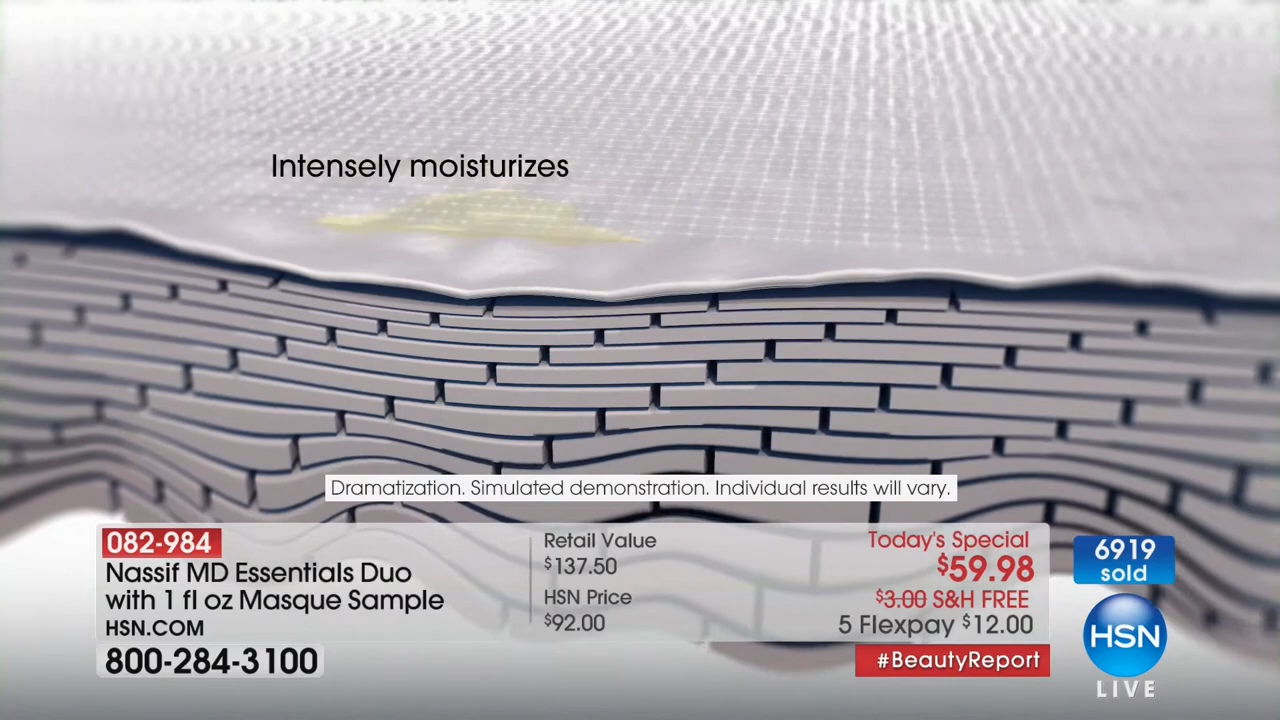 Intensely moisturizes
Dramatization. Simulated demonstration. Individual results will vary.
082-984
Nassif MD Essentials Duo
with 1 fl oz Masque Sample
HSN.COM
800-284-3100
Retail Value
$137.50
HSN Price
$92.00
Today's Special
$59.98
$3.00 S&H FREE
5 Flexpay $12.00
#BeautyReport
6919
sold
HSN
LIVE